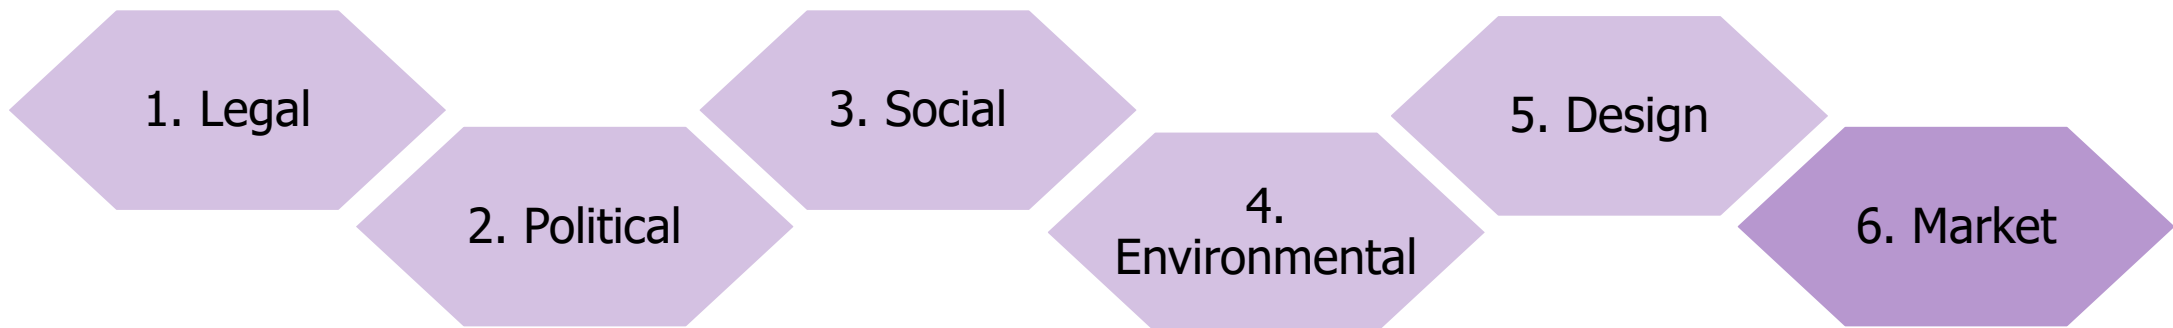 1. Legal
2. Political
3. Social
4.
Environmental
5. Design
6. Market